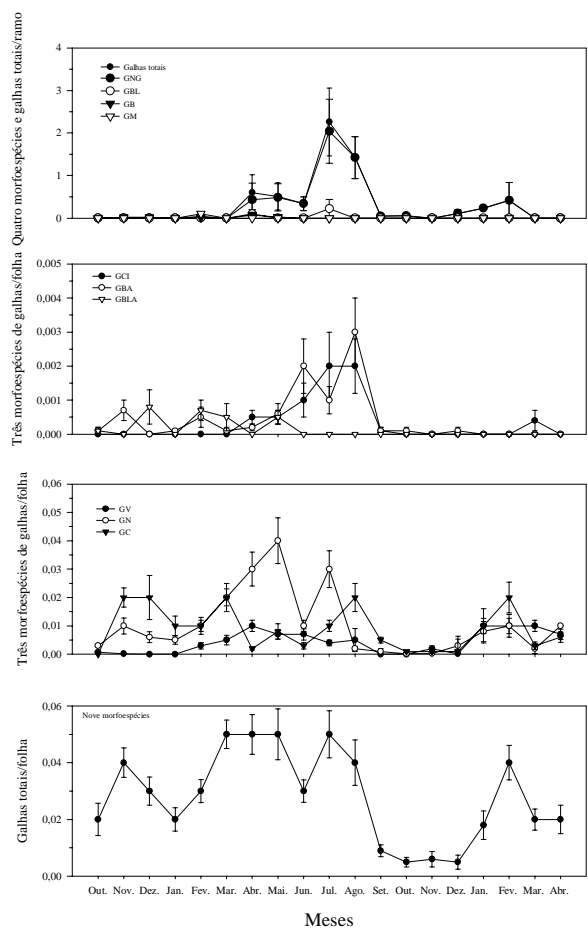 Quatro morfoespécies e galhas totais/ramo
4
3
2
1
0
Galhas totais
GNG
GBL
GB
GM
Três morfoespécies de galhas/folha
0,005
0,004
0,003
0,002
0,001
0,000
GCI
GBA
GBLA
Três morfoespécies de galhas/folha
0,06
0,05
0,04
0,03
0,02
0,01
0,00
GV
GN
GC
Galhas totais/folha
0,06
0,04
0,02
0,00
Nove morfoespécies
Out. Nov. Dez. Jan. Fev. Mar. Abr. Mai. Jun. Jul. Ago. Set. Out. Nov. Dez Jan. Fev. Mar. Abr.
Meses